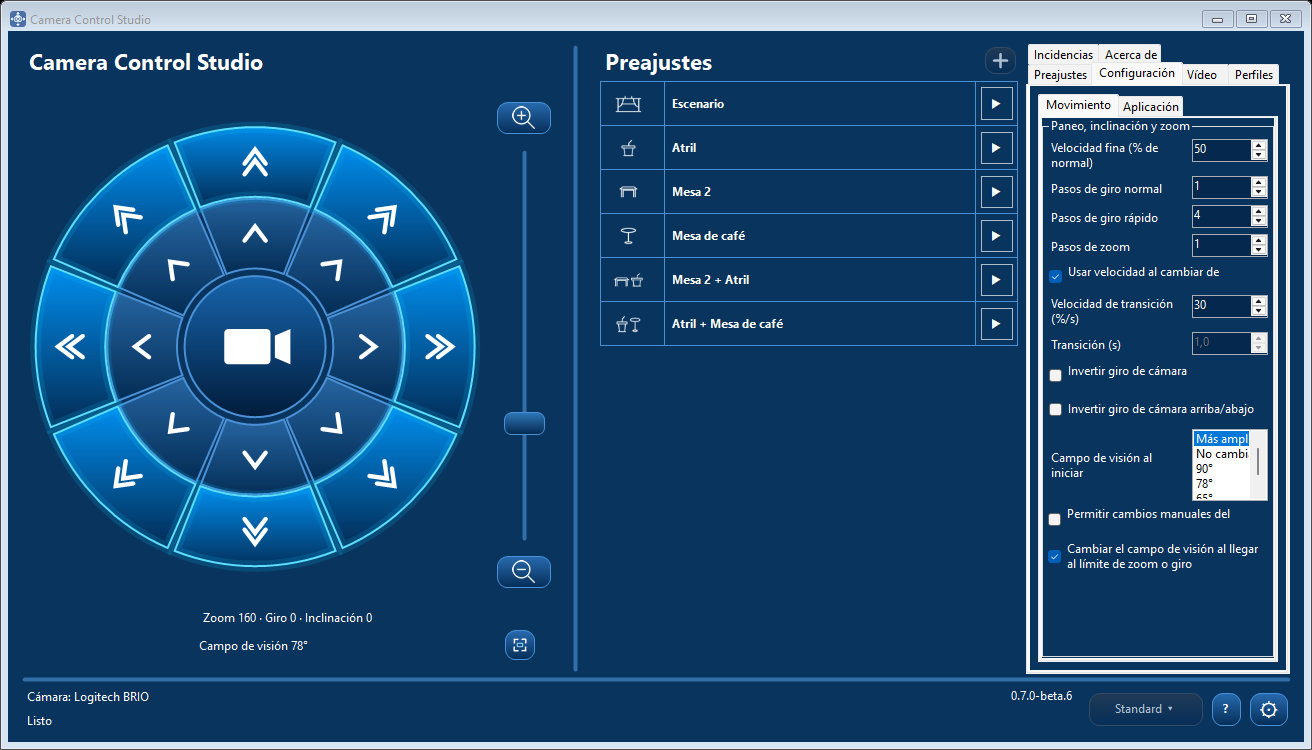 Camera Control Studio
Camera Control Studio
Zoom 160 · Giro 0 · Inclinación 0
Campo de visión 78°
Preajustes
Escenario
Atril
Mesa 2
Mesa de café
Mesa 2 + Atril
Atril + Mesa de café
Incidencias
Acerca de
Preajustes
Configuración
Vídeo
Perfiles
Movimiento
Aplicación
Paneo, inclinación y zoom
Velocidad fina (% de
normal)
50
Pasos de giro normal
1
Pasos de giro rápido
4
Pasos de zoom
1
Usar velocidad al cambiar de
Velocidad de transición
(%/s)
30
Transición (s)
1,0
Invertir giro de cámara
Invertir giro de cámara arriba/abajo
Campo de visión al
iniciar
Más ampl
No cambi
90°
78°
65°
Permitir cambios manuales del
Cambiar el campo de visión al llegar
al límite de zoom o giro
Cámara: Logitech BRIO
Listo
0.7.0-beta.6
Standard
?